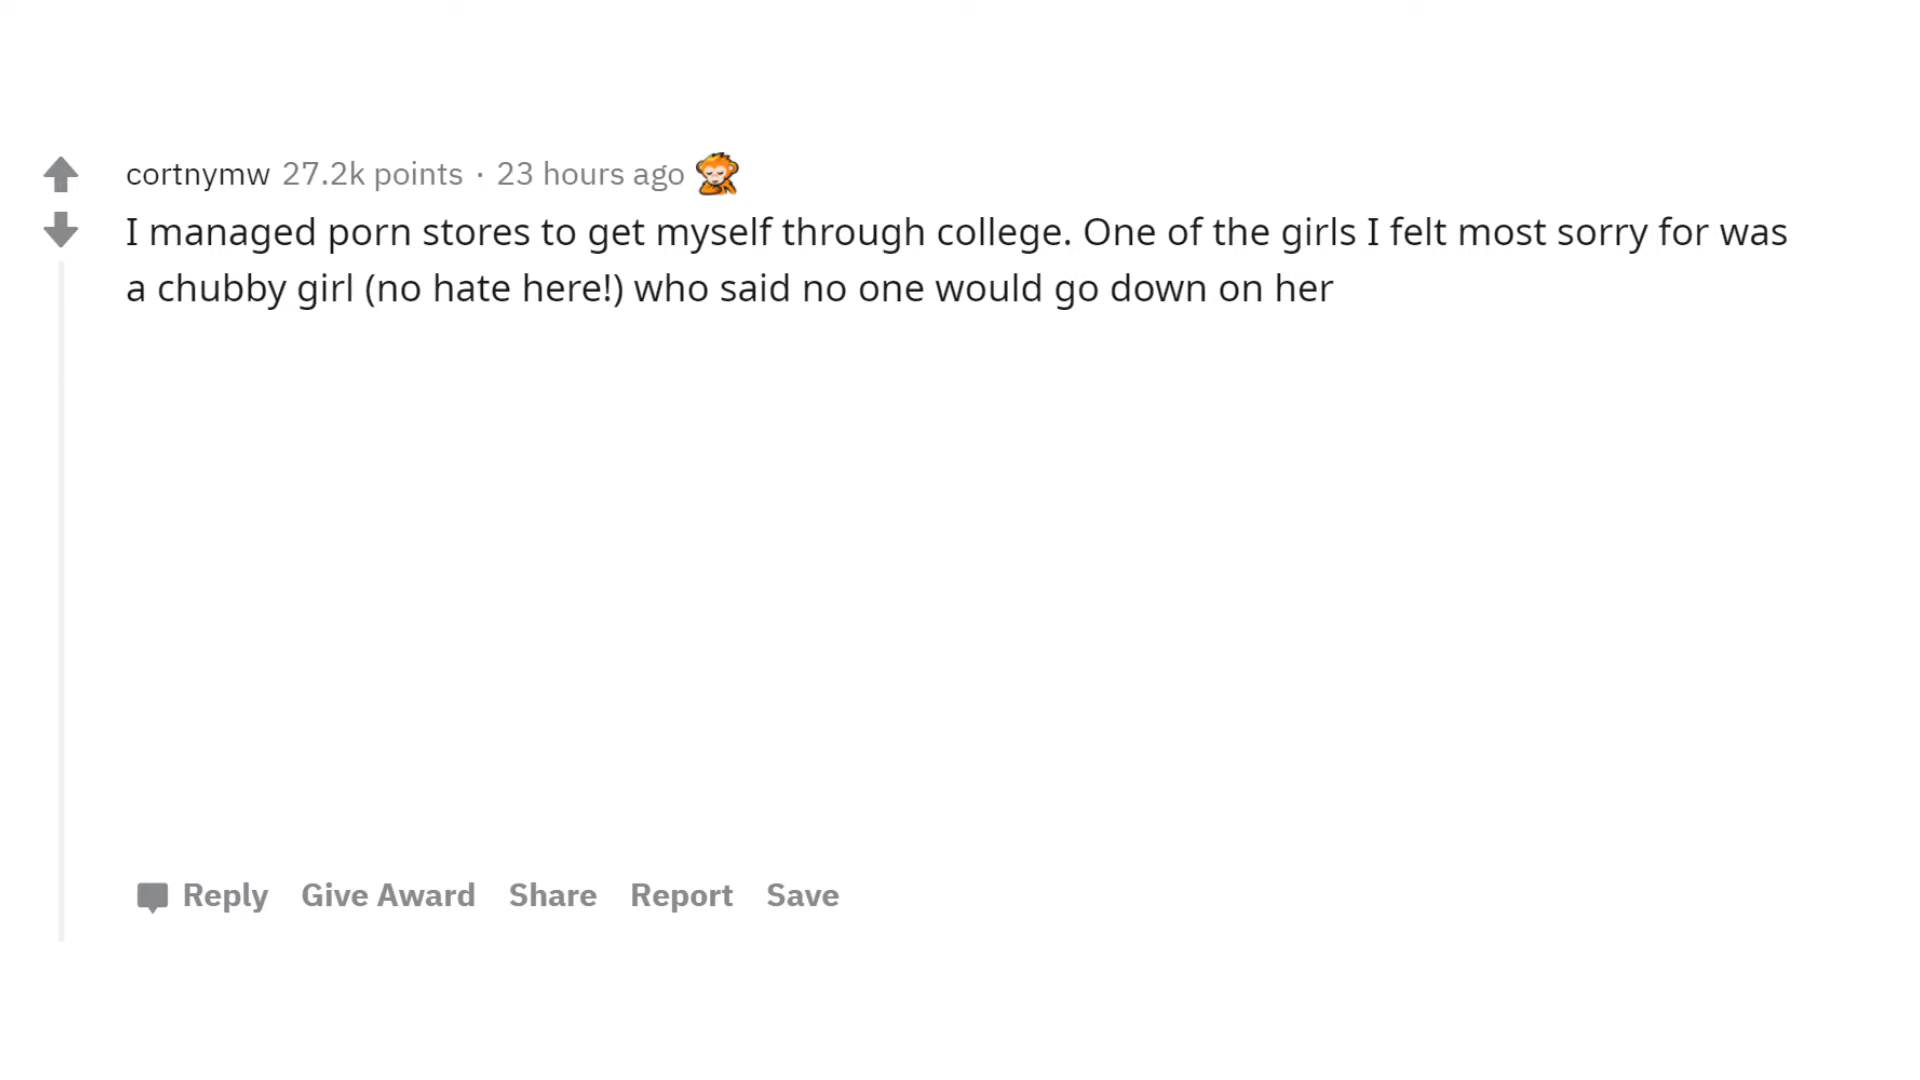 cortnymw 27.2k points · 23 hours ago
I managed porn stores to get myself through college. One of the girls I felt most sorry for was
a chubby girl (no hate here!) who said no one would go down on her
Reply Give Award Share Report Save